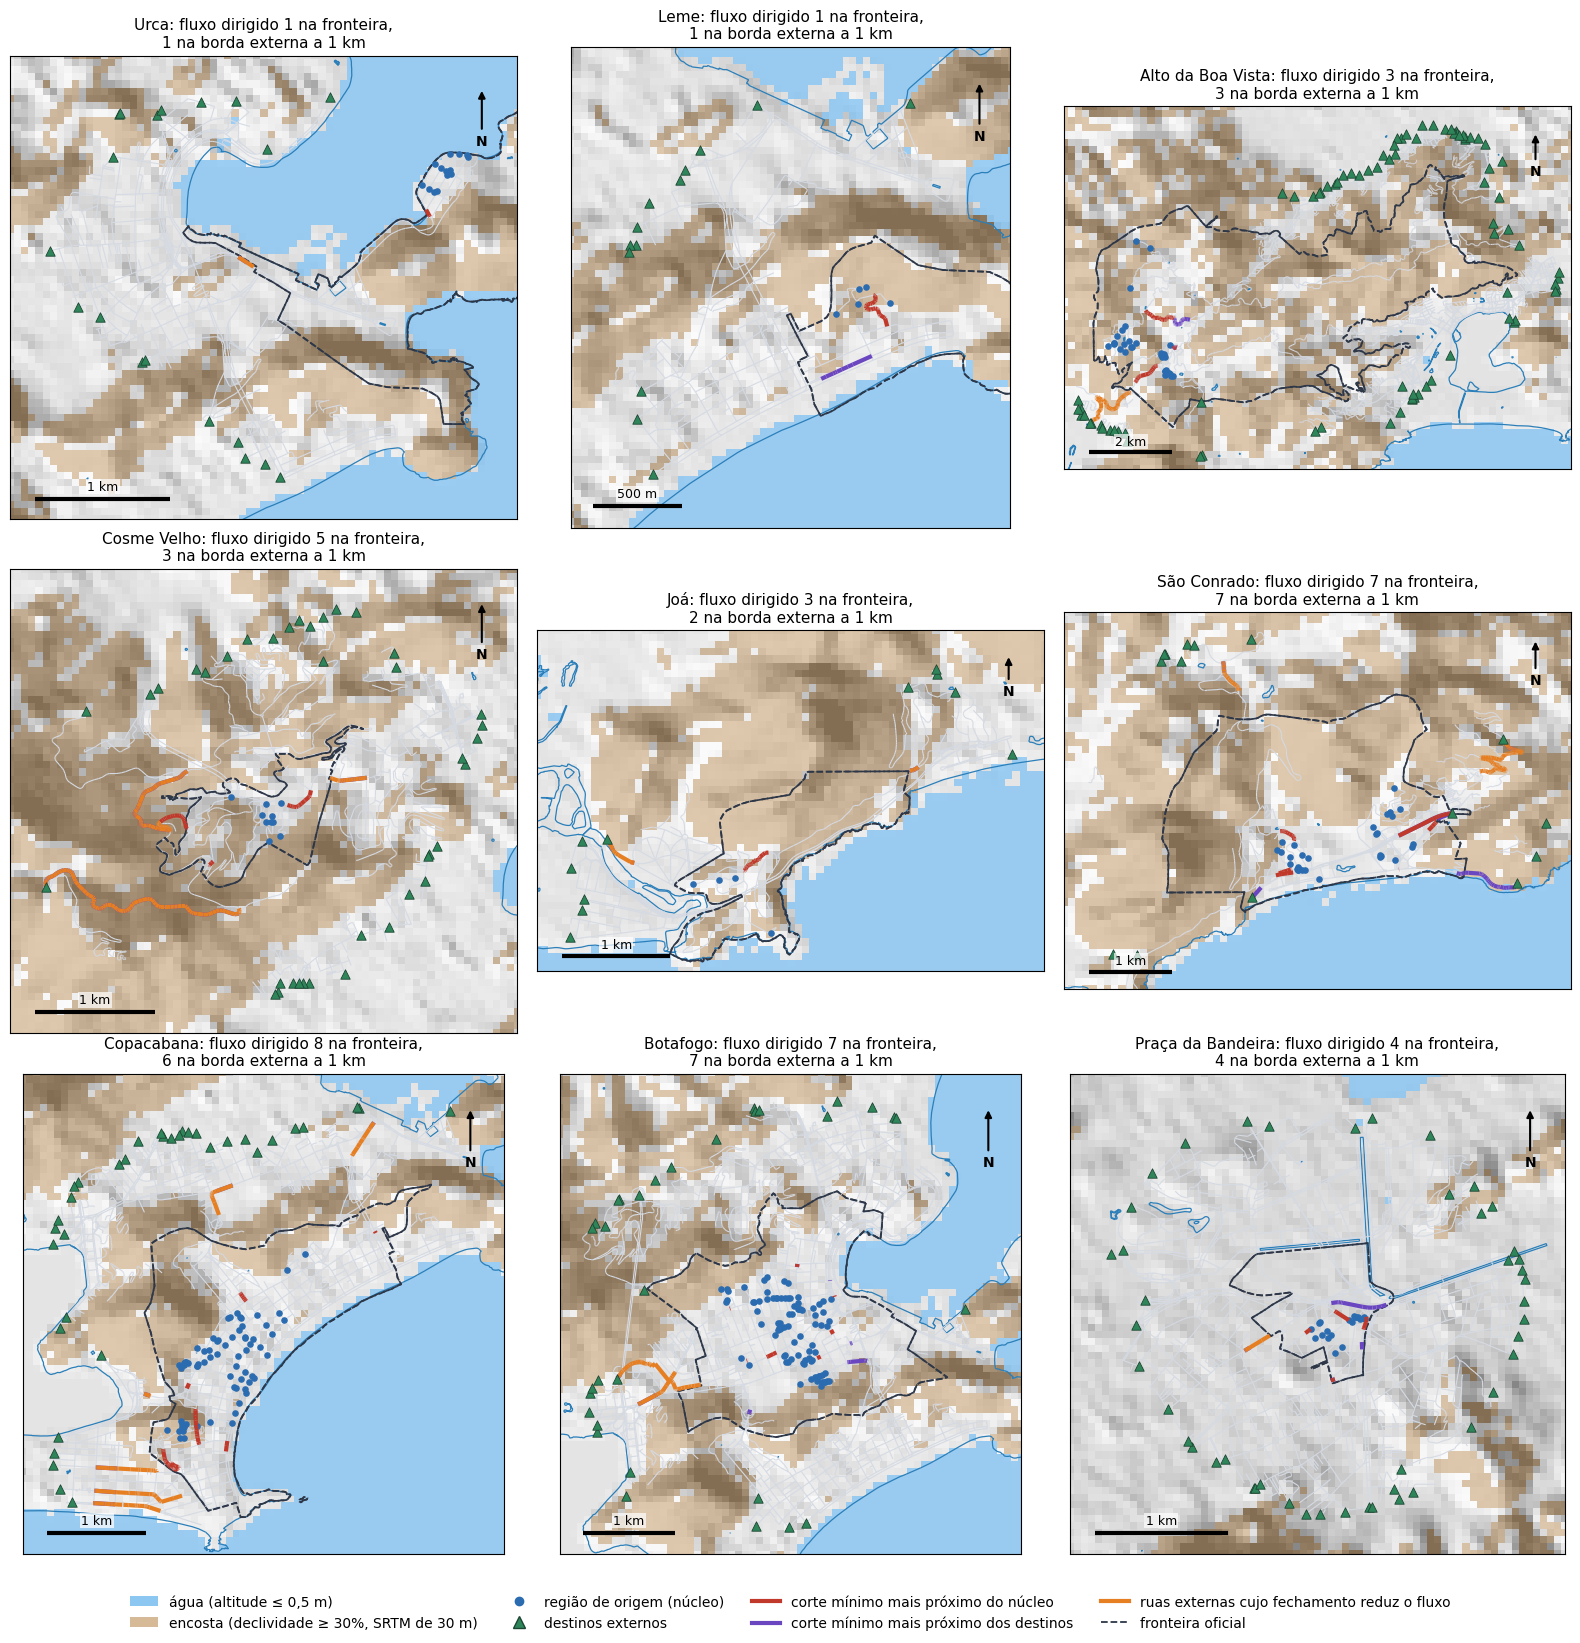 Urca: fluxo dirigido 1 na fronteira,
1 na borda externa a 1 km
N
1 km
Leme: fluxo dirigido 1 na fronteira,
1 na borda externa a 1 km
N
500 m
Alto da Boa Vista: fluxo dirigido 3 na fronteira,
3 na borda externa a 1 km
N
2 km
Cosme Velho: fluxo dirigido 5 na fronteira,
3 na borda externa a 1 km
N
1 km
Joá: fluxo dirigido 3 na fronteira,
2 na borda externa a 1 km
N
1 km
São Conrado: fluxo dirigido 7 na fronteira,
7 na borda externa a 1 km
N
1 km
Copacabana: fluxo dirigido 8 na fronteira,
6 na borda externa a 1 km
N
1 km
Botafogo: fluxo dirigido 7 na fronteira,
7 na borda externa a 1 km
N
1 km
Praça da Bandeira: fluxo dirigido 4 na fronteira,
4 na borda externa a 1 km
N
1 km
água (altitude ≤ 0,5 m)
encosta (declividade ≥ 30%, SRTM de 30 m)
região de origem (núcleo)
destinos externos
corte mínimo mais próximo do núcleo
corte mínimo mais próximo dos destinos
ruas externas cujo fechamento reduz o fluxo
fronteira oficial